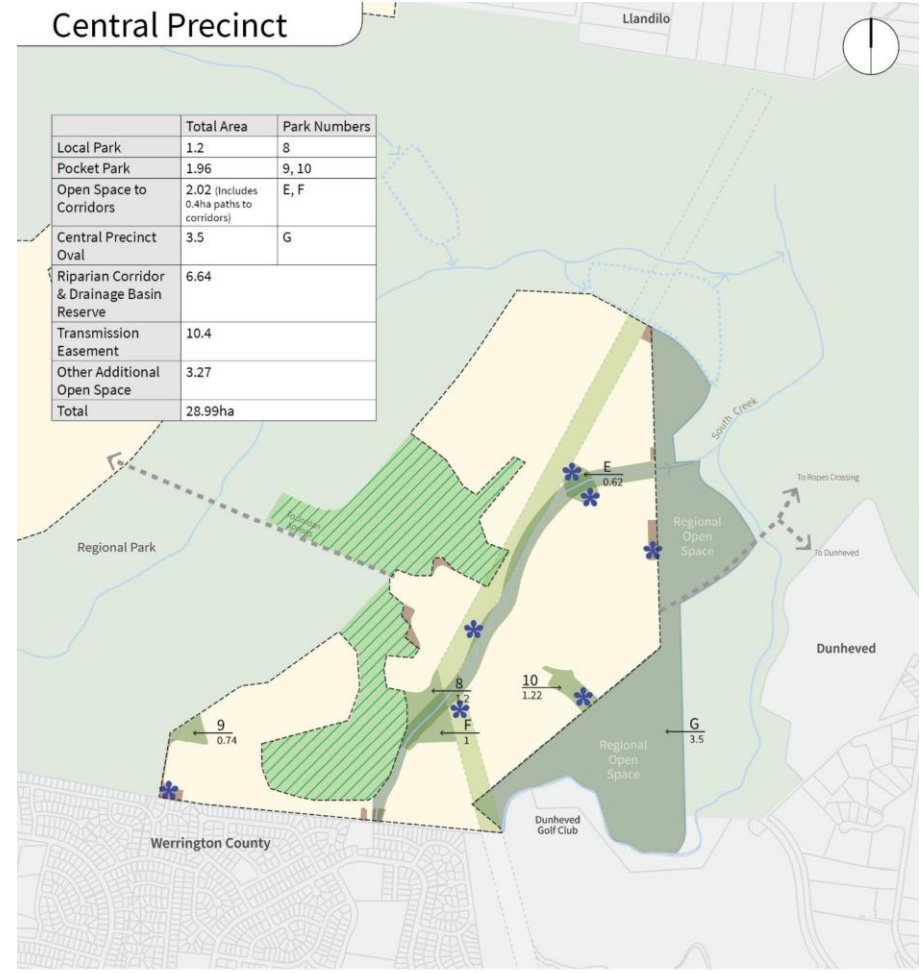 Central Precinct
Llandilo
Total Area Park Numbers
Local Park 1.2 8
Pocket Park 1.96 9, 10
Open Space to 2.02 (Includes E, F
Corridors 0.4ha paths to
corridors)
Central Precinct 3.5 G
Oval
Riparian Corridor 6.64
& Drainage Basin
Reserve
Transmission 10.4
Easement
Other Additional 3.27
Open Space
Total 28.99ha
South Creek
E
0.62
To Ropes Crossing
To Jordan
Springs
Regional
Open
Space
Regional Park
To Dunheved
Dunheved
8
1.2
10
1.22
9
0.74
F
1
G
3.5
Regional
Open
Space
Dunheved
Golf Club
Werrington County